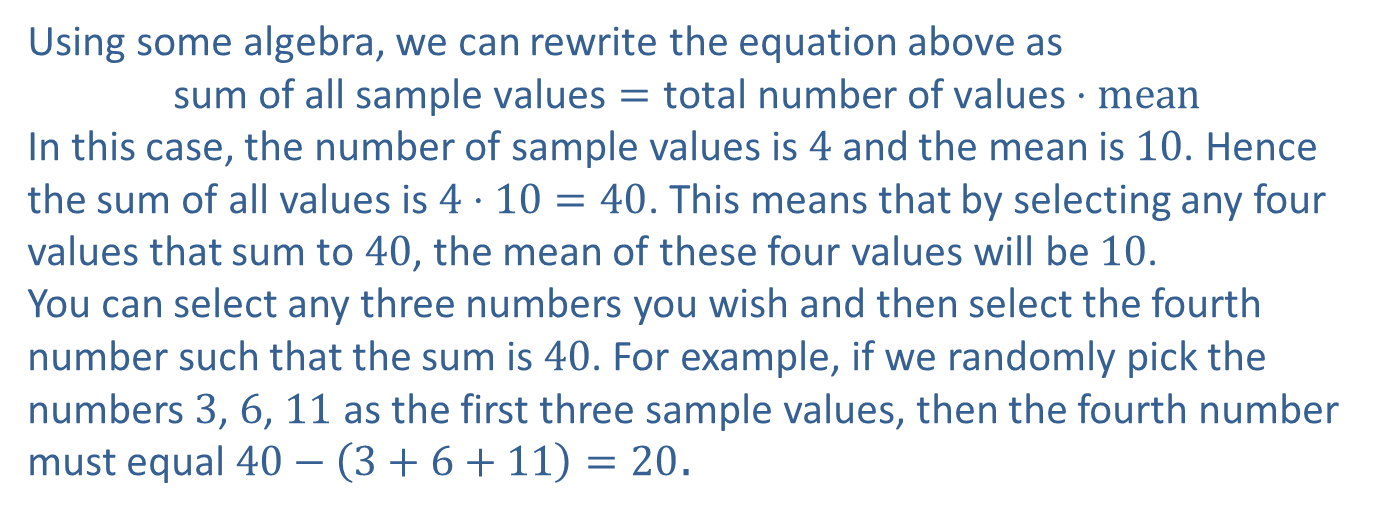 Using some algebra, we can rewrite the equation above as
sum of all sample values = total number of values · mean
In this case, the number of sample values is 4 and the mean is 10. Hence
the sum of all values is 4 · 10 = 40. This means that by selecting any four
values that sum to 40, the mean of these four values will be 10.
You can select any three numbers you wish and then select the fourth
number such that the sum is 40. For example, if we randomly pick the
numbers 3, 6, 11 as the first three sample values, then the fourth number
must equal 40 − (3 + 6 + 11) = 20.